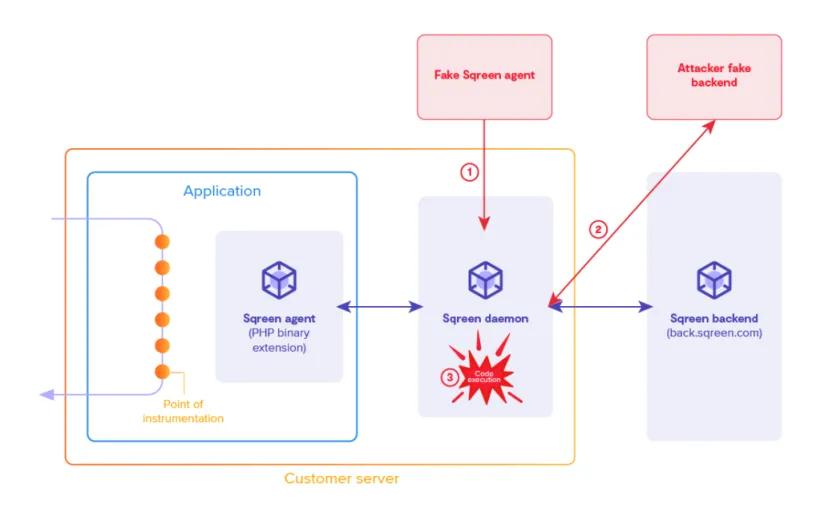 Fake Sqreen agent
Attacker fake
backend
1
Application
2
Sqreen agent
(PHP binary
extension)
Sqreen daemon
Sqreen backend
(back.sqreen.com)
3
Code
execution
Point of
instrumentation
Customer server